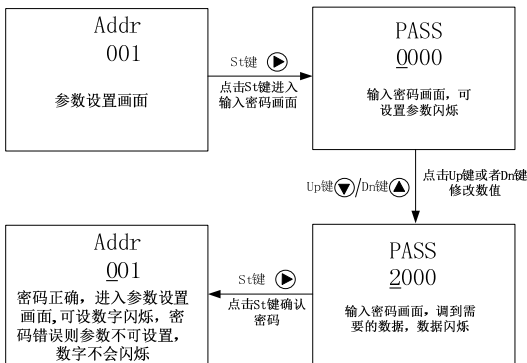 Addr
001
参数设置画面
St键
点击St键进入
输入密码画面
PASS
0000
输入密码画面，可
设置参数闪烁
Up键/Dn键
点击Up键或者Dn键
修改数值
PASS
2000
输入密码画面，调到需
要的数据，数据闪烁
St键
点击St键确认
密码
Addr
001
密码正确，进入参数设置
画面,可设数字闪烁，密
码错误则参数不可设置，
数字不会闪烁